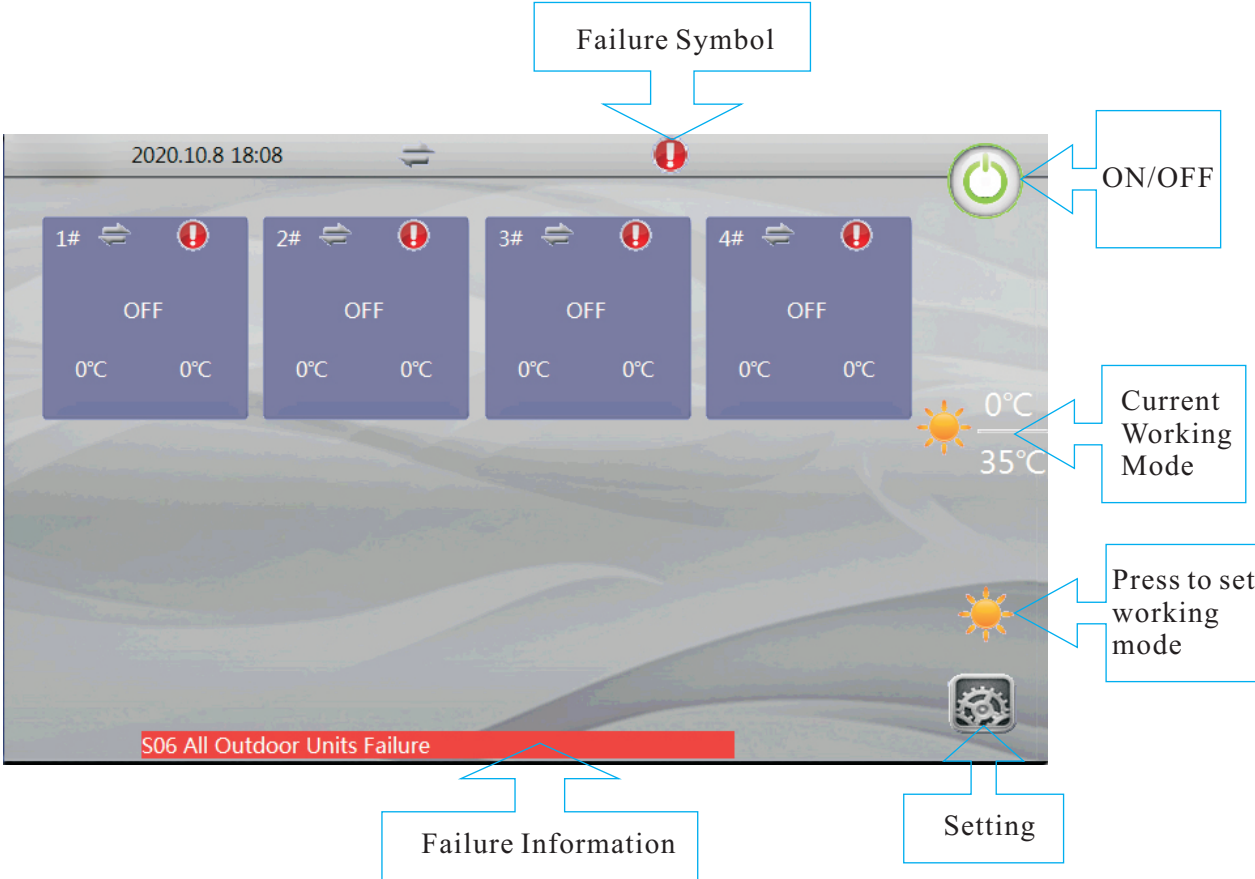 Failure Symbol
2020.10.8 18:08
ON/OFF
1#
2#
3#
4#
OFF
OFF
OFF
OFF
0℃ 0℃
0℃ 0℃
0℃ 0℃
0℃ 0℃
0℃
35℃
Current
Working
Mode
Press to set
working
mode
S06 All Outdoor Units Failure
Setting
Failure Information